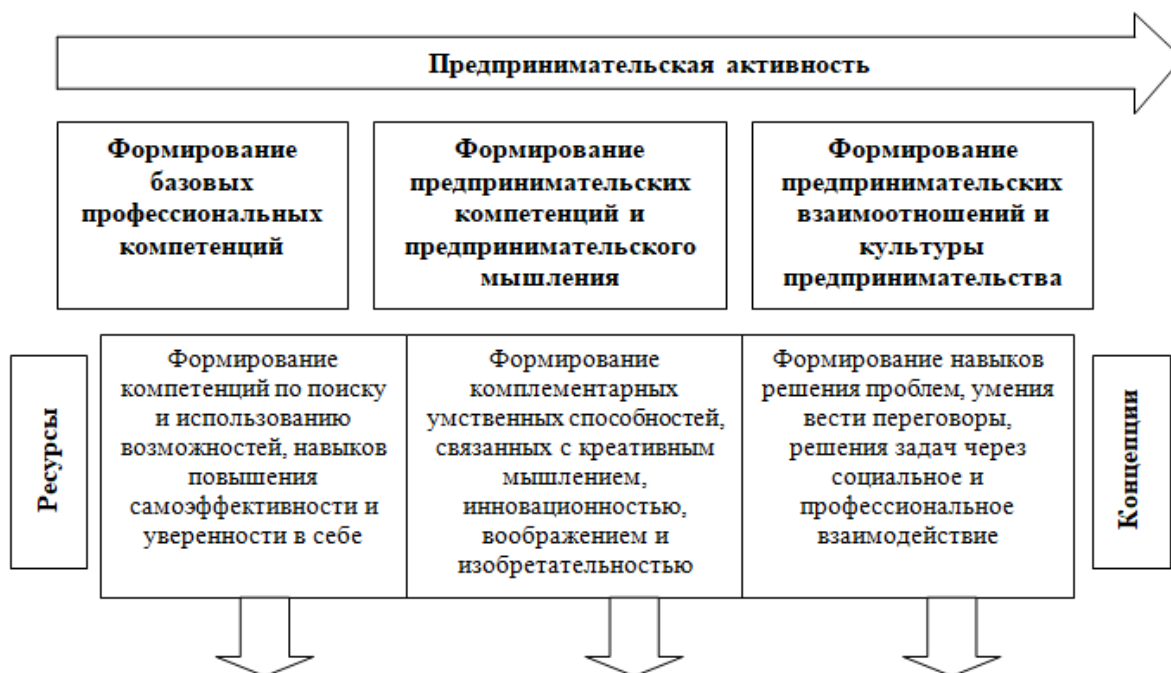 Предпринимательская активность
Формирование
базовых
профессиональных
компетенций
Формирование
предпринимательских
компетенций и
предпринимательского
мышления
Формирование
предпринимательских
взаимоотношений и
культуры
предпринимательства
Ресурсы
Формирование
компетенций по поиску
и использованию
возможностей, навыков
повышения
самоэффективности и
уверенности в себе
Формирование
комплементарных
умственных способностей,
связанных с креативным
мышлением,
инновационностью,
воображением и
изобретательностью
Формирование навыков
решения проблем, умения
вести переговоры,
решения задач через
социальное и
профессиональное
взаимодействие
Концепции